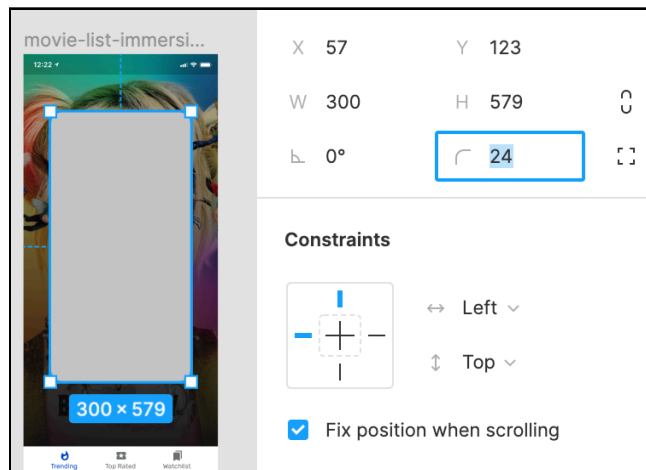 movie-list-immersi...
12:22
X 57 Y 123
W 300 H 579
0° 24
Constraints
Left
Top
300 × 579
Fix position when scrolling
Trending Top Rated Watchlist